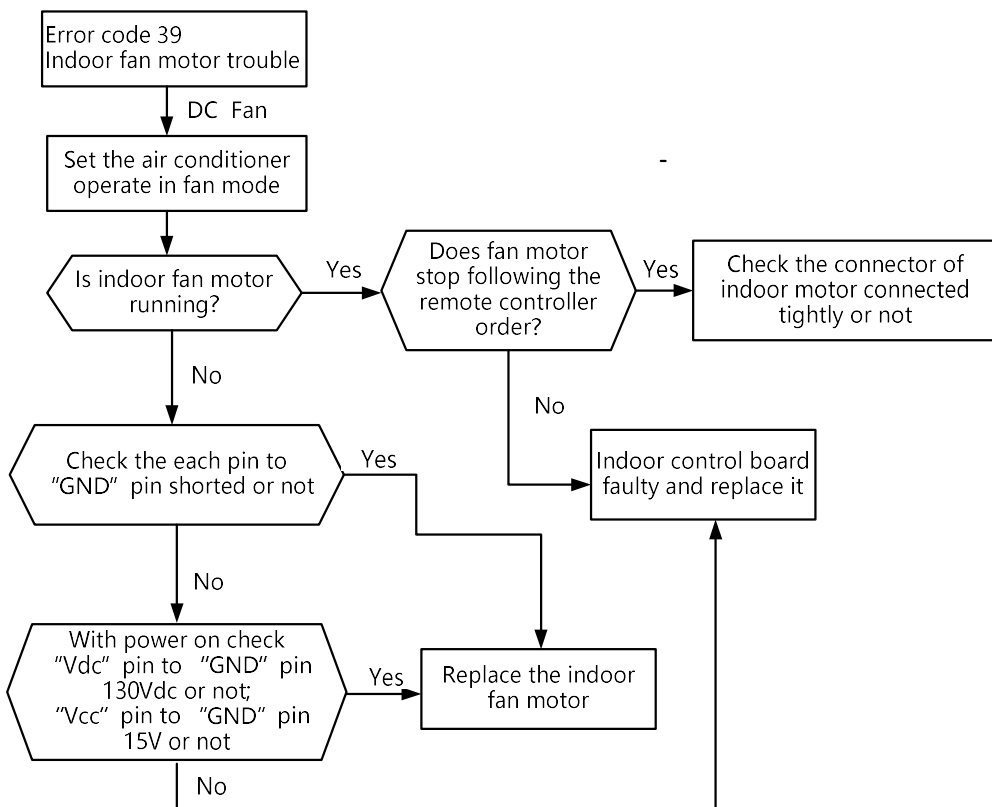 Error code 39
Indoor fan motor trouble
DC Fan
Set the air conditioner
operate in fan mode
Is indoor fan motor
running?
Yes
Does fan motor
stop following the
remote controller
order?
Yes
Check the connector of
indoor motor connected
tightly or not
No
No
Indoor control board
faulty and replace it
Check the each pin to
"GND" pin shorted or not
Yes
No
With power on check
"Vdc" pin to "GND" pin
130Vdc or not;
"Vcc" pin to "GND" pin
15V or not
Yes
Replace the indoor
fan motor
No